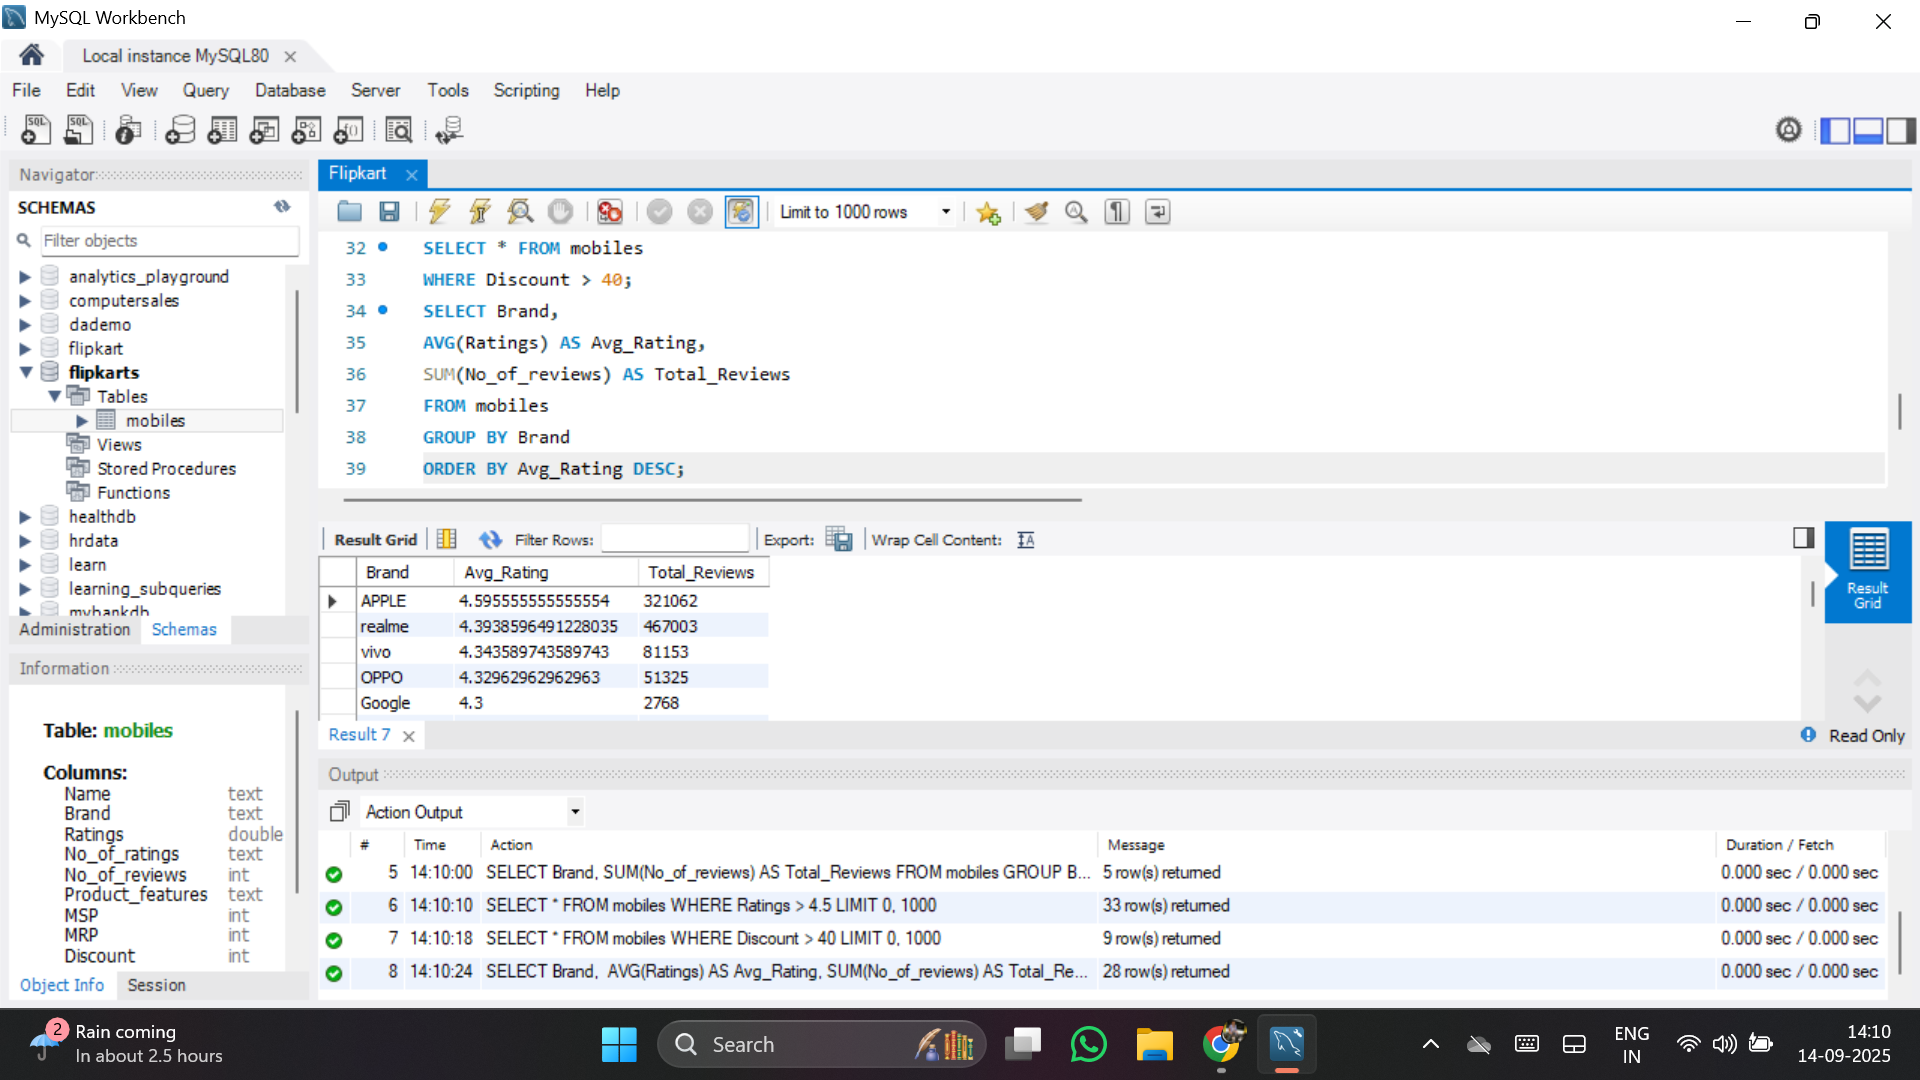 MySQL Workbench
Local instance MySQL80
File Edit View Query Database Server Tools Scripting Help
Navigator
SCHEMAS
Filter objects
analytics_playground
computersales
dademo
flipkart
flipkarts
Tables
mobiles
Views
Stored Procedures
Functions
healthdb
hrdata
learn
learning_subqueries
mybankdb
Administration Schemas
Information
Table: mobiles
Columns:
Name text
Brand text
Ratings double
No_of_ratings text
No_of_reviews int
Product_features text
MSP int
MRP int
Discount int
Object Info Session
Flipkart
Limit to 1000 rows
32 SELECT * FROM mobiles
33 WHERE Discount > 40;
34 SELECT Brand,
35 AVG(Ratings) AS Avg_Rating,
36 SUM(No_of_reviews) AS Total_Reviews
37 FROM mobiles
38 GROUP BY Brand
39 ORDER BY Avg_Rating DESC;
Result Grid Filter Rows: Export: Wrap Cell Content:
Brand Avg_Rating Total_Reviews
APPLE 4.595555555555554 321062
realme 4.3938596491228035 467003
vivo 4.343589743589743 81153
OPPO 4.32962962962963 51325
Google 4.3 2768
Result Grid
Result 7
Read Only
Output
Action Output
# Time Action Message Duration / Fetch
5 14:10:00 SELECT Brand, SUM(No_of_reviews) AS Total_Reviews FROM mobiles GROUP B... 5 row(s) returned 0.000 sec / 0.000 sec
6 14:10:10 SELECT * FROM mobiles WHERE Ratings > 4.5 LIMIT 0, 1000 33 row(s) returned 0.000 sec / 0.000 sec
7 14:10:18 SELECT * FROM mobiles WHERE Discount > 40 LIMIT 0, 1000 9 row(s) returned 0.000 sec / 0.000 sec
8 14:10:24 SELECT Brand, AVG(Ratings) AS Avg_Rating, SUM(No_of_reviews) AS Total_Re... 28 row(s) returned 0.000 sec / 0.000 sec
2
Rain coming
In about 2.5 hours
Search
ENG
IN
14:10
14-09-2025